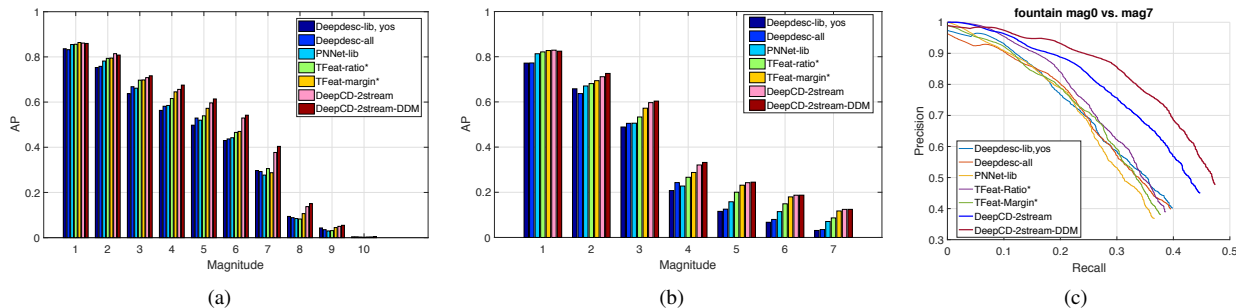 AP
1
0.8
0.6
0.4
0.2
0
1 2 3 4 5 6 7 8 9 10
Magnitude
Deepdesc-lib, yos
Deepdesc-all
PNNet-lib
TFeat-ratio*
TFeat-margin*
DeepCD-2stream
DeepCD-2stream-DDM
(a)
AP
1
0.8
0.6
0.4
0.2
0
1 2 3 4 5 6 7
Magnitude
Deepdesc-lib, yos
Deepdesc-all
PNNet-lib
TFeat-ratio*
TFeat-margin*
DeepCD-2stream
DeepCD-2stream-DDM
(b)
fountain mag0 vs. mag7
Precision
1
0.9
0.8
0.7
0.6
0.5
0.4
0.3
0 0.1 0.2 0.3 0.4 0.5
Recall
Deepdesc-lib,yos
Deepdesc-all
PNNet-lib
TFeat-Ratio*
TFeat-Margin*
DeepCD-2stream
DeepCD-2stream-DDM
(c)